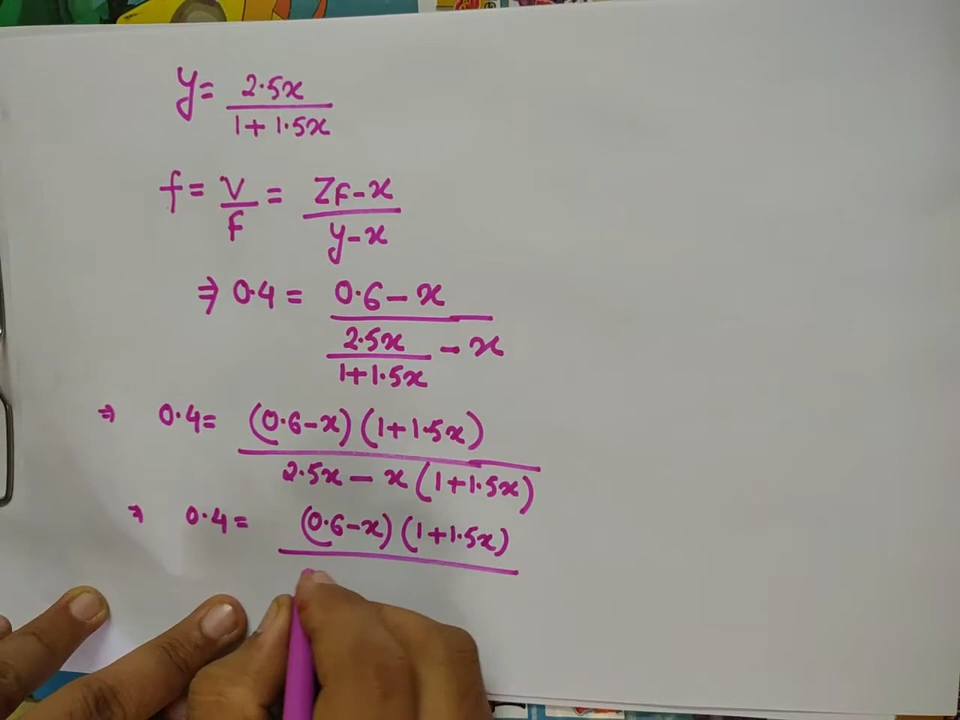 y = 2.5x / 1 + 1.5x
f = V / F = ZF - x / y - x
⇒ 0.4 = 0.6 - x / 2.5x / 1 + 1.5x - x
⇒ 0.4 = (0.6 - x) (1 + 1.5x) / 2.5x - x (1 + 1.5x)
⇒ 0.4 = (0.6 - x) (1 + 1.5x)